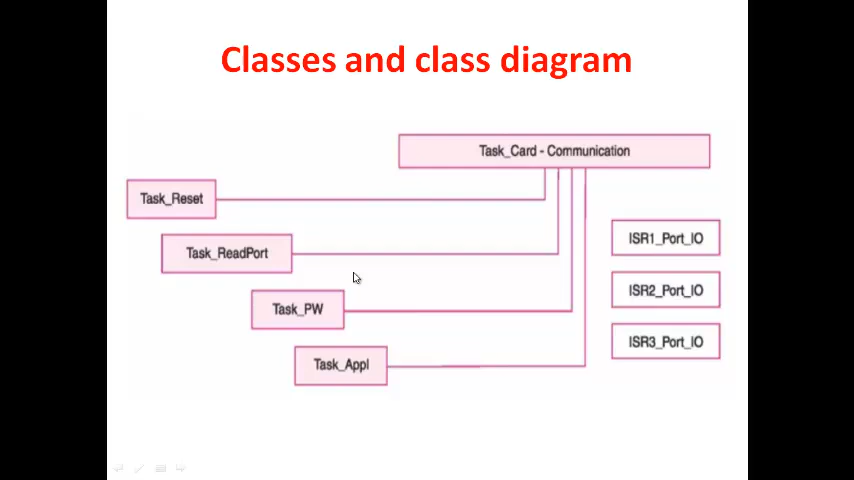 Classes and class diagram
Task_Card - Communication
Task_Reset
Task_ReadPort
Task_PW
Task_Appl
ISR1_Port_IO
ISR2_Port_IO
ISR3_Port_IO